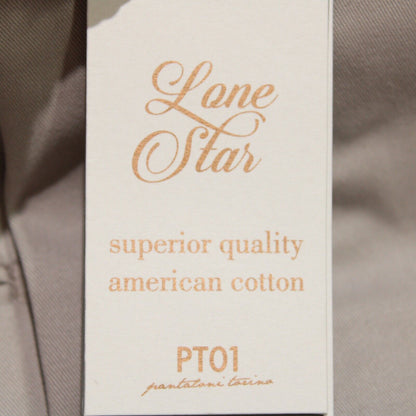 Lone
Star
superior quality
american cotton
PT01
pantaloni torino